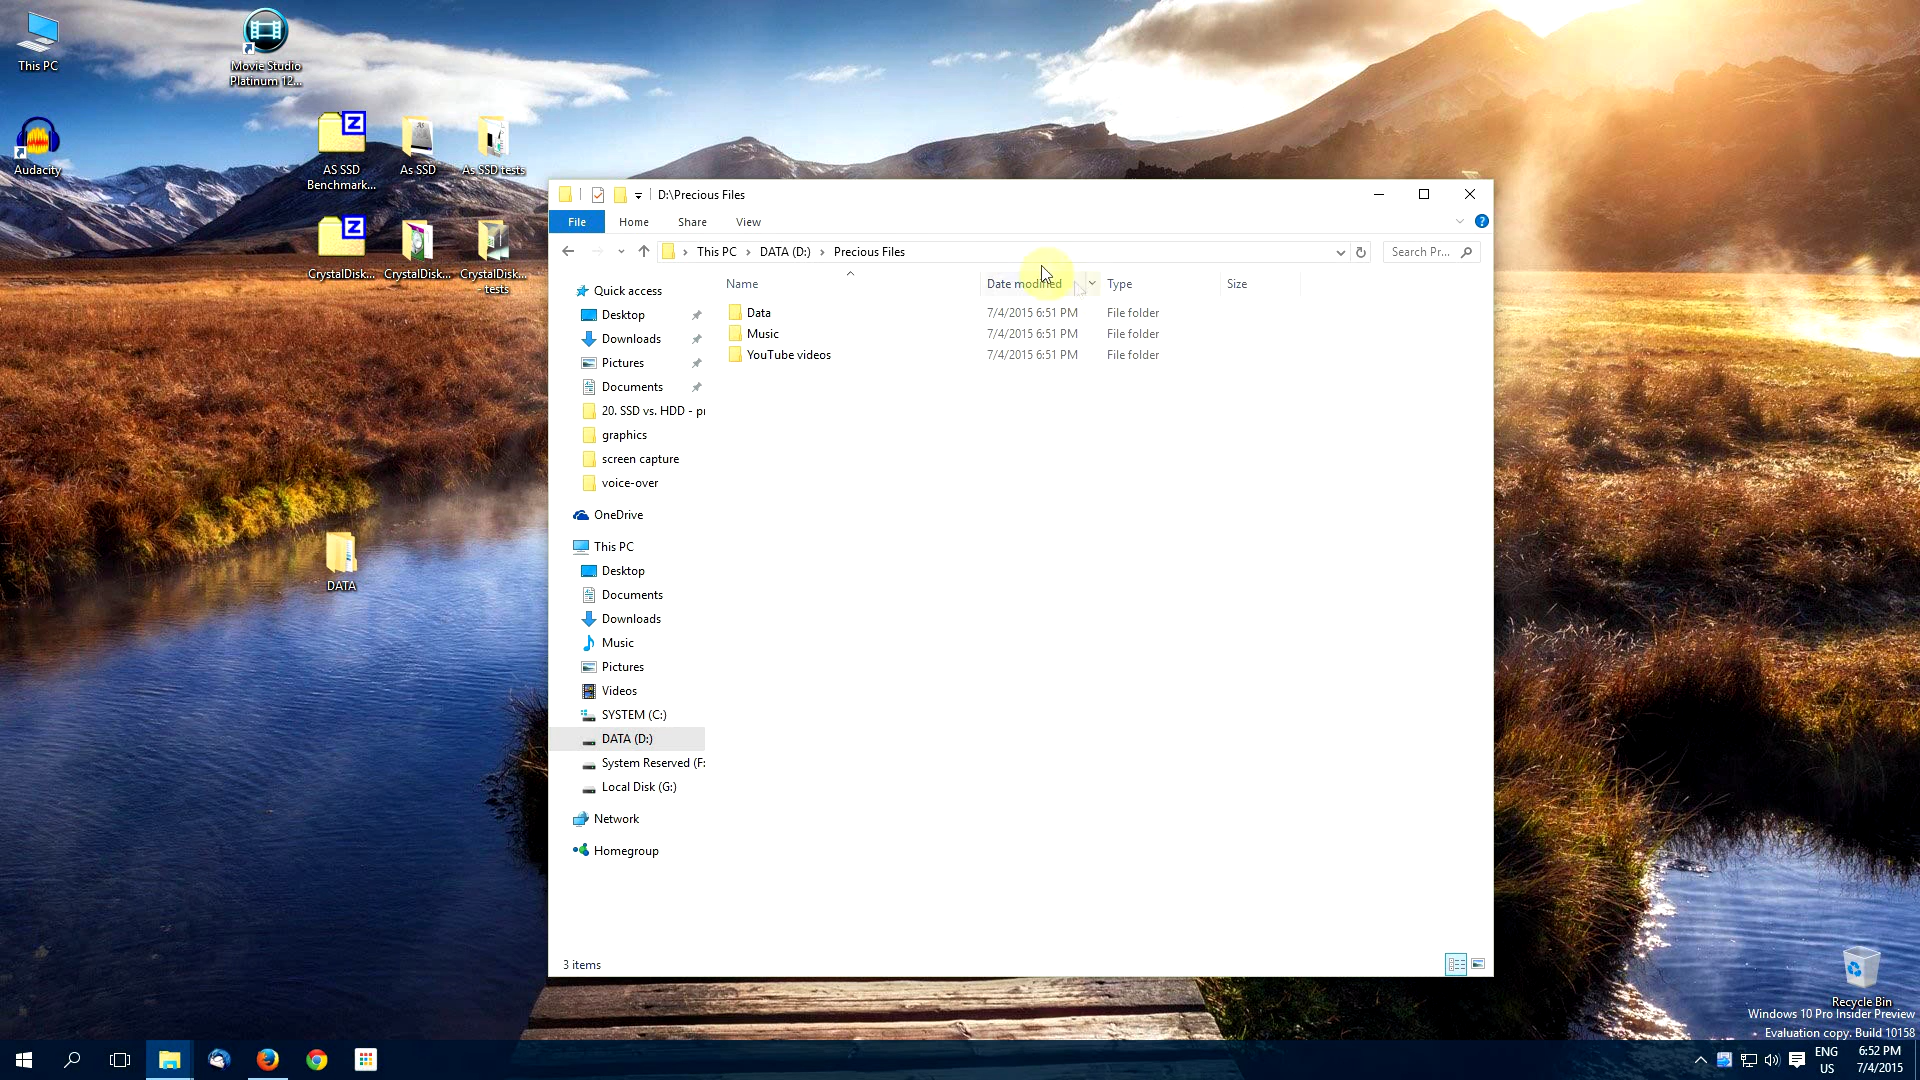 This PC
Movie Studio
Platinum 12...
Audacity
AS SSD
Benchmark...
As SSD
As SSD tests
CrystalDisk...
CrystalDisk...
CrystalDisk...
- tests
DATA
D:\Precious Files
File
Home
Share
View
This PC
DATA (D:)
Precious Files
Search Pr...
Name
Date modified
Type
Size
Quick access
Desktop
Downloads
Pictures
Documents
20. SSD vs. HDD - pr
graphics
screen capture
voice-over
OneDrive
This PC
Desktop
Documents
Downloads
Music
Pictures
Videos
SYSTEM (C:)
DATA (D:)
System Reserved (F:
Local Disk (G:)
Network
Homegroup
Data 7/4/2015 6:51 PM File folder
Music 7/4/2015 6:51 PM File folder
YouTube videos 7/4/2015 6:51 PM File folder
3 items
Recycle Bin
Windows 10 Pro Insider Preview
Evaluation copy. Build 10158
ENG
US
6:52 PM
7/4/2015